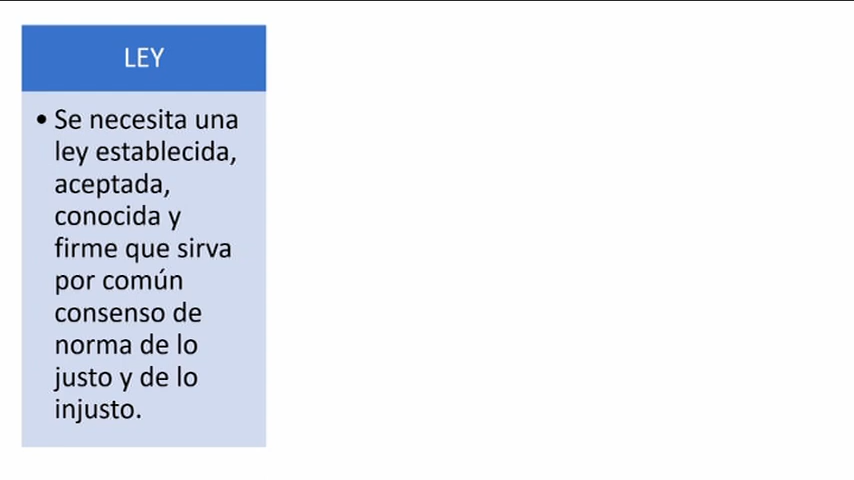 LEY
• Se necesita una
ley establecida,
aceptada,
conocida y
firme que sirva
por común
consenso de
norma de lo
justo y de lo
injusto.